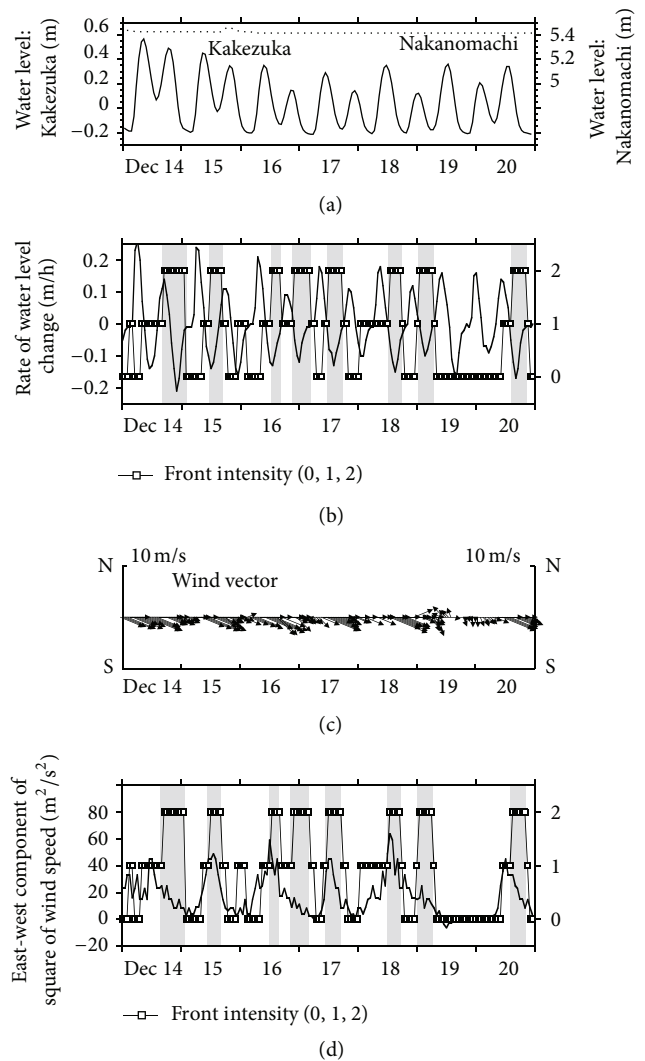 0.6
0.4
0.2
0
−0.2
Water level:
Kakezuka (m)
Kakezuka
Nakanomachi
5.4
5.2
5
Water level:
Nakanomachi (m)
Dec 14 15 16 17 18 19 20
(a)
0.2
0.1
0
−0.1
−0.2
Rate of water level
change (m/h)
2
1
0
Dec 14 15 16 17 18 19 20
Front intensity (0, 1, 2)
(b)
N 10 m/s 10 m/s N
Wind vector
S S
Dec 14 15 16 17 18 19 20
(c)
80
60
40
20
0
−20
East-west component of
square of wind speed (m²/s²)
2
1
0
Dec 14 15 16 17 18 19 20
Front intensity (0, 1, 2)
(d)